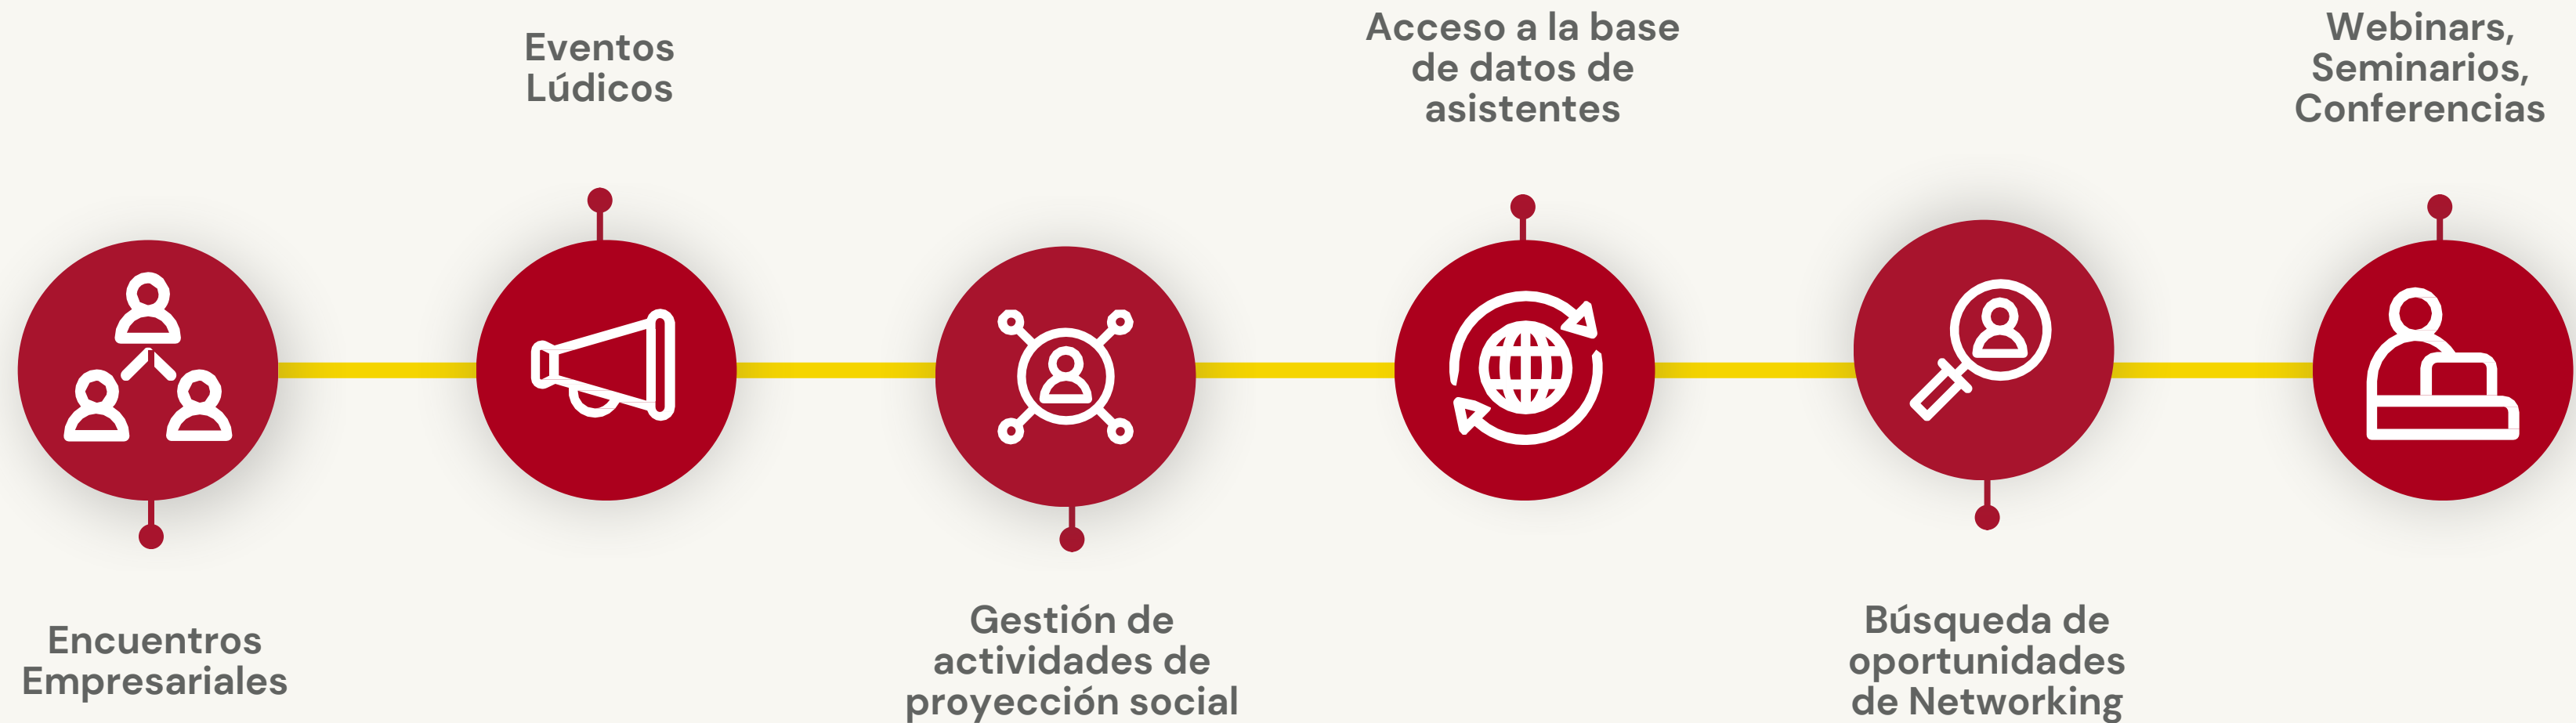 Eventos
Lúdicos
Acceso a la base
de datos de
asistentes
Webinars,
Seminarios,
Conferencias
Encuentros
Empresariales
Gestión de
actividades de
proyección social
Búsqueda de
oportunidades
de Networking